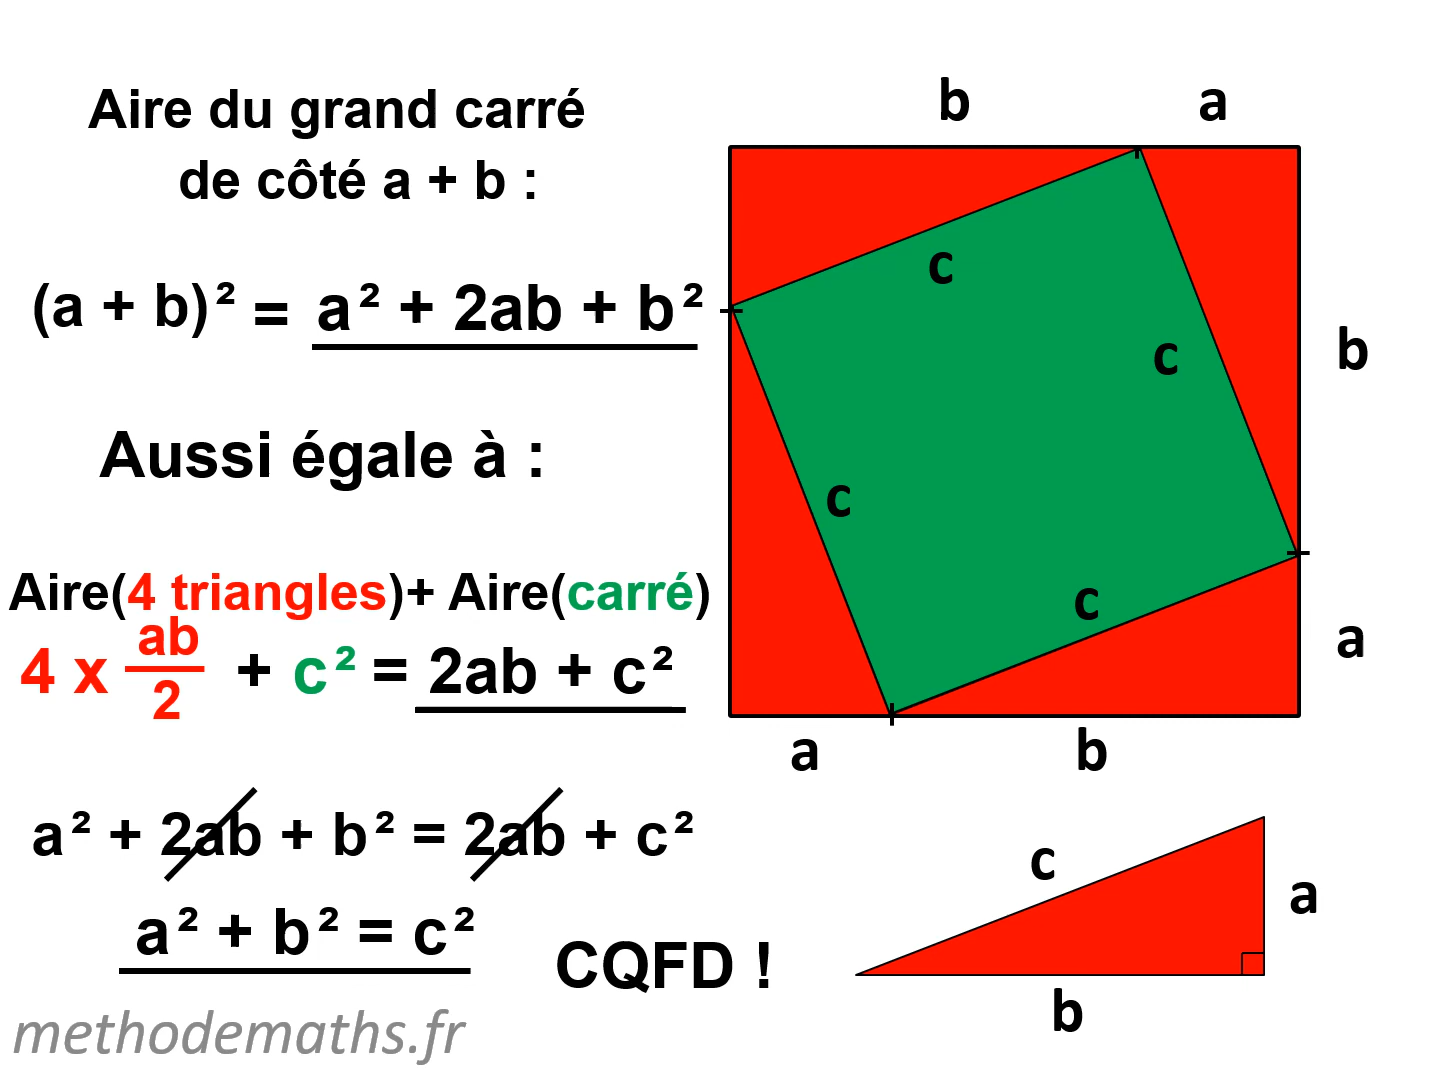 Aire du grand carré
de côté a + b :
(a + b)² = a² + 2ab + b²
Aussi égale à :
Aire(4 triangles)+ Aire(carré)
4 x ab/2 + c² = 2ab + c²
a² + 2ab + b² = 2ab + c²
a² + b² = c²
CQFD !
methodemaths.fr
b a
c
c
b
c
c
a
a b
c
a
b